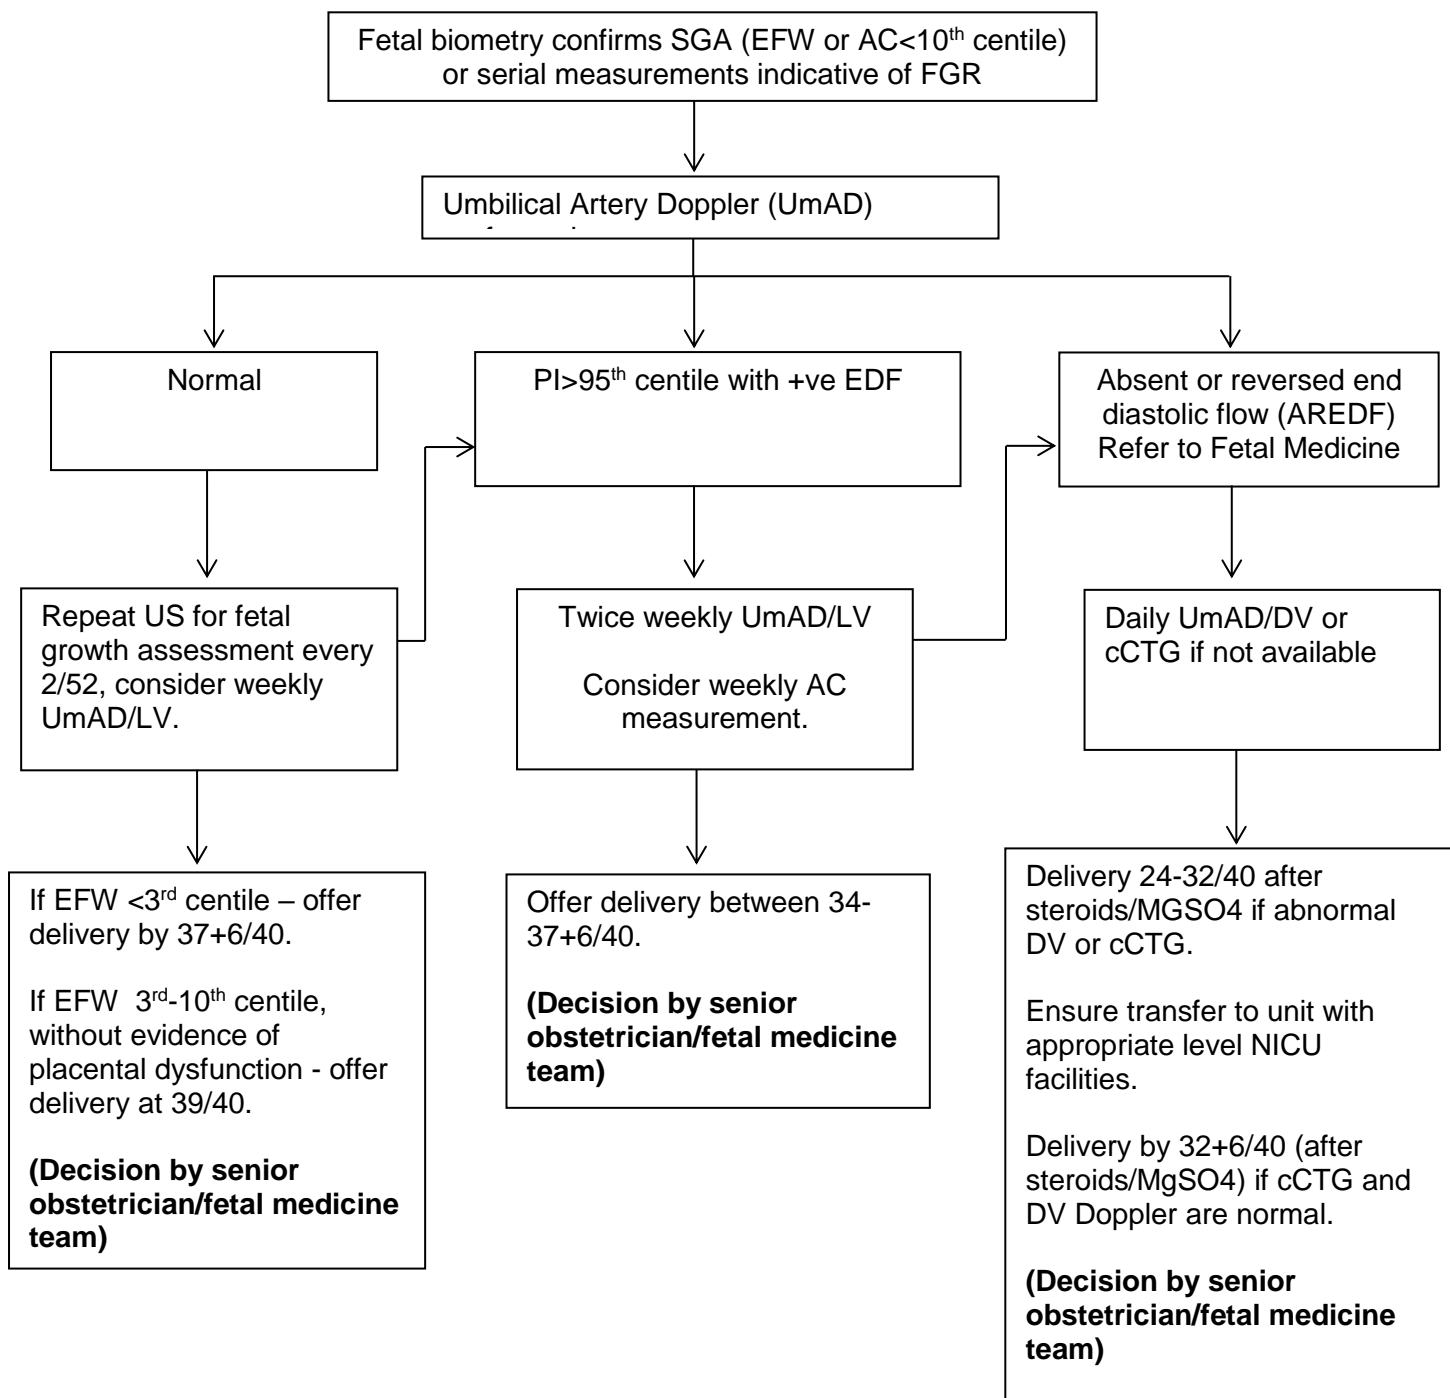 Fetal biometry confirms SGA (EFW or AC<10th centile)
or serial measurements indicative of FGR
Umbilical Artery Doppler (UmAD)
Normal
PI>95th centile with +ve EDF
Absent or reversed end
diastolic flow (AREDF)
Refer to Fetal Medicine
Repeat US for fetal
growth assessment every
2/52, consider weekly
UmAD/LV.
Twice weekly UmAD/LV
Consider weekly AC
measurement.
Daily UmAD/DV or
cCTG if not available
If EFW <3rd centile – offer
delivery by 37+6/40.
If EFW  3rd-10th centile,
without evidence of
placental dysfunction - offer
delivery at 39/40.
(Decision by senior
obstetrician/fetal medicine
team)
Offer delivery between 34-
37+6/40.
(Decision by senior
obstetrician/fetal medicine
team)
Delivery 24-32/40 after
steroids/MGSO4 if abnormal
DV or cCTG.
Ensure transfer to unit with
appropriate level NICU
facilities.
Delivery by 32+6/40 (after
steroids/MgSO4) if cCTG and
DV Doppler are normal.
(Decision by senior
obstetrician/fetal medicine
team)